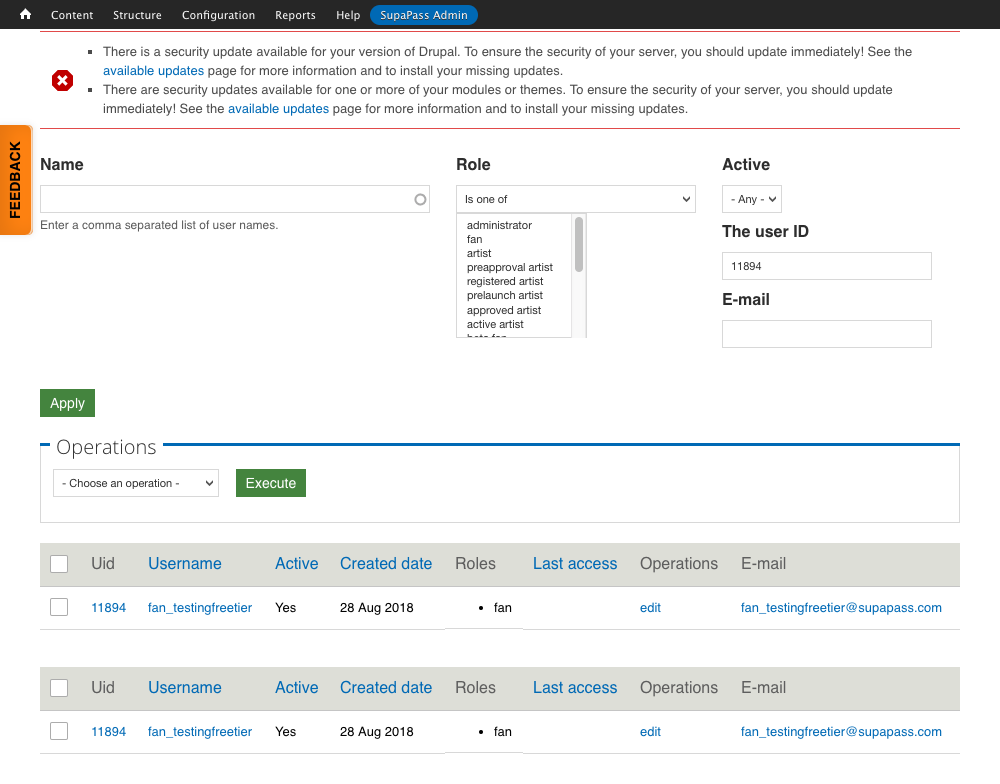 Content Structure Configuration Reports Help SupaPass Admin
There is a security update available for your version of Drupal. To ensure the security of your server, you should update immediately! See the
available updates page for more information and to install your missing updates.
There are security updates available for one or more of your modules or themes. To ensure the security of your server, you should update
immediately! See the available updates page for more information and to install your missing updates.
FEEDBACK
Name
Enter a comma separated list of user names.
Role
Is one of
administrator
fan
artist
preapproval artist
registered artist
prelaunch artist
approved artist
active artist
Active
- Any -
The user ID
11894
E-mail
Apply
Operations
- Choose an operation - Execute
Uid Username Active Created date Roles Last access Operations E-mail
11894 fan_testingfreetier Yes 28 Aug 2018 • fan edit fan_testingfreetier@supapass.com
Uid Username Active Created date Roles Last access Operations E-mail
11894 fan_testingfreetier Yes 28 Aug 2018 • fan edit fan_testingfreetier@supapass.com